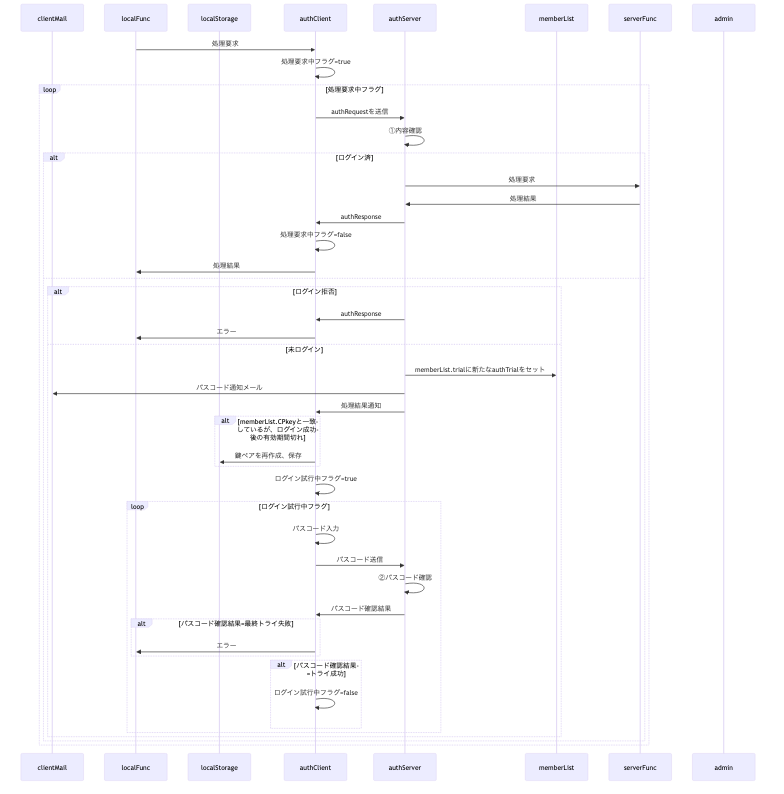 clientMail localFunc localStorage authClient authServer memberList serverFunc admin
処理要求
処理要求中フラグ=true
loop [処理要求中フラグ]
authRequestを送信
①内容確認
alt [ログイン済]
処理要求
処理結果
authResponse
処理要求中フラグ=false
処理結果
alt [ログイン拒否]
authResponse
エラー
[未ログイン]
memberList.trialに新たなauthTrialをセット
パスコード通知メール
処理結果通知
alt [memberList.CPkeyと一致-
しているが、ログイン成功-
後の有効期間切れ]
鍵ペアを再作成、保存
ログイン試行中フラグ=true
loop [ログイン試行中フラグ]
パスコード入力
パスコード送信
②パスコード確認
パスコード確認結果
alt [パスコード確認結果=最終トライ失敗]
エラー
alt [パスコード確認結果-
=トライ成功]
ログイン試行中フラグ=false
clientMail localFunc localStorage authClient authServer memberList serverFunc admin